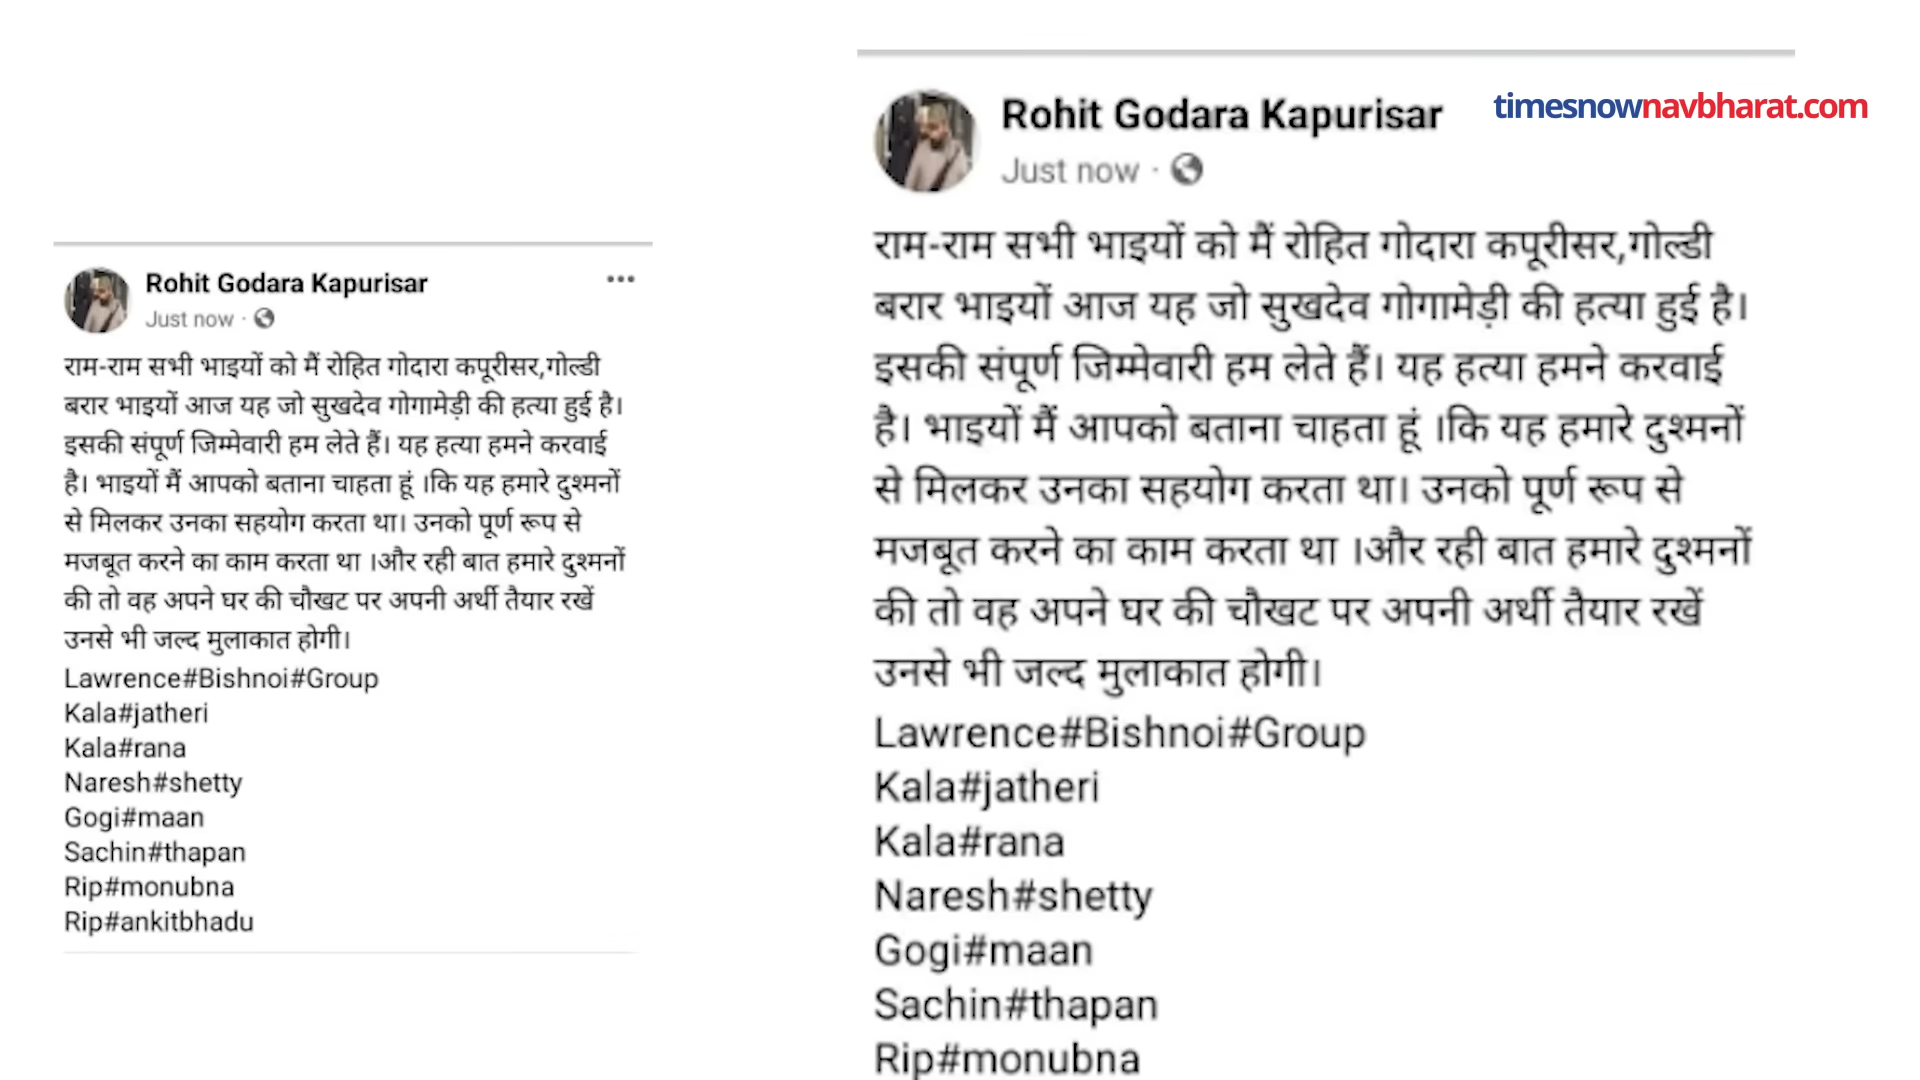 Rohit Godara Kapurisar
Just now ·
राम-राम सभी भाइयों को मैं रोहित गोदारा कपूरीसर,गोल्डी
बरार भाइयों आज यह जो सुखदेव गोगामेड़ी की हत्या हुई है।
इसकी संपूर्ण जिम्मेवारी हम लेते हैं। यह हत्या हमने करवाई
है। भाइयों मैं आपको बताना चाहता हूं ।कि यह हमारे दुश्मनों
से मिलकर उनका सहयोग करता था। उनको पूर्ण रूप से
मजबूत करने का काम करता था ।और रही बात हमारे दुश्मनों
की तो वह अपने घर की चौखट पर अपनी अर्थी तैयार रखें
उनसे भी जल्द मुलाकात होगी।
Lawrence#Bishnoi#Group
Kala#jatheri
Kala#rana
Naresh#shetty
Gogi#maan
Sachin#thapan
Rip#monubna
Rip#ankitbhadu
timesnownavbharat.com
Rohit Godara Kapurisar
Just now ·
राम-राम सभी भाइयों को मैं रोहित गोदारा कपूरीसर,गोल्डी
बरार भाइयों आज यह जो सुखदेव गोगामेड़ी की हत्या हुई है।
इसकी संपूर्ण जिम्मेवारी हम लेते हैं। यह हत्या हमने करवाई
है। भाइयों मैं आपको बताना चाहता हूं ।कि यह हमारे दुश्मनों
से मिलकर उनका सहयोग करता था। उनको पूर्ण रूप से
मजबूत करने का काम करता था ।और रही बात हमारे दुश्मनों
की तो वह अपने घर की चौखट पर अपनी अर्थी तैयार रखें
उनसे भी जल्द मुलाकात होगी।
Lawrence#Bishnoi#Group
Kala#jatheri
Kala#rana
Naresh#shetty
Gogi#maan
Sachin#thapan
Rip#monubna